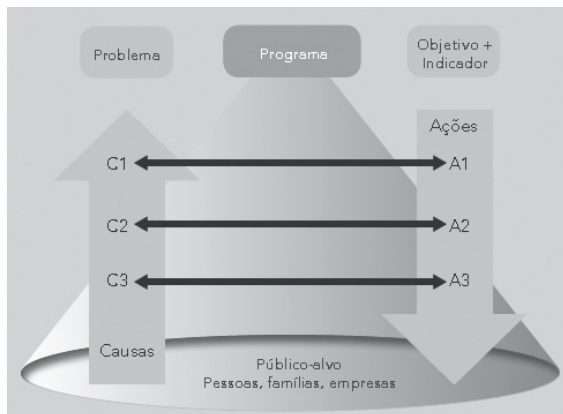 Problema
Programa
Objetivo +
Indicador
Ações
C1
A1
C2
A2
C3
A3
Causas
Público-alvo
Pessoas, famílias, empresas